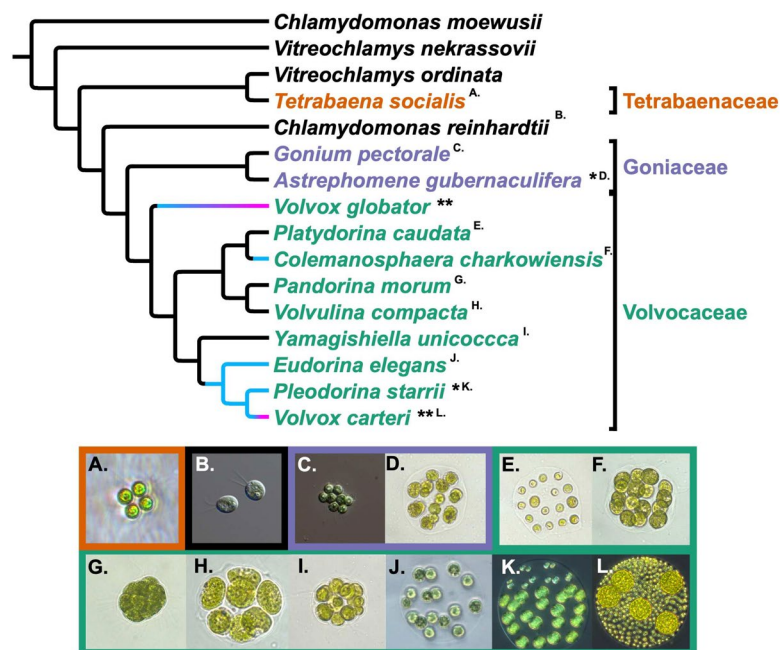 Chlamydomonas moewusii
Vitreochlamys nekrassovii
Vitreochlamys ordinata
Tetrabaena socialis A.
Tetrabaenaceae
Chlamydomonas reinhardtii B.
Gonium pectorale C.
Goniaceae
Astrephomene gubernaculifera * D.
Volvox globator **
Platydorina caudata E.
Colemanosphaera charkowiensis F.
Pandorina morum G.
Volvulina compacta H.
Volvocaceae
Yamagishiella unicoccca I.
Eudorina elegans J.
Pleodorina starrii * K.
Volvox carteri ** L.
A. B. C. D. E. F.
G. H. I. J. K. L.